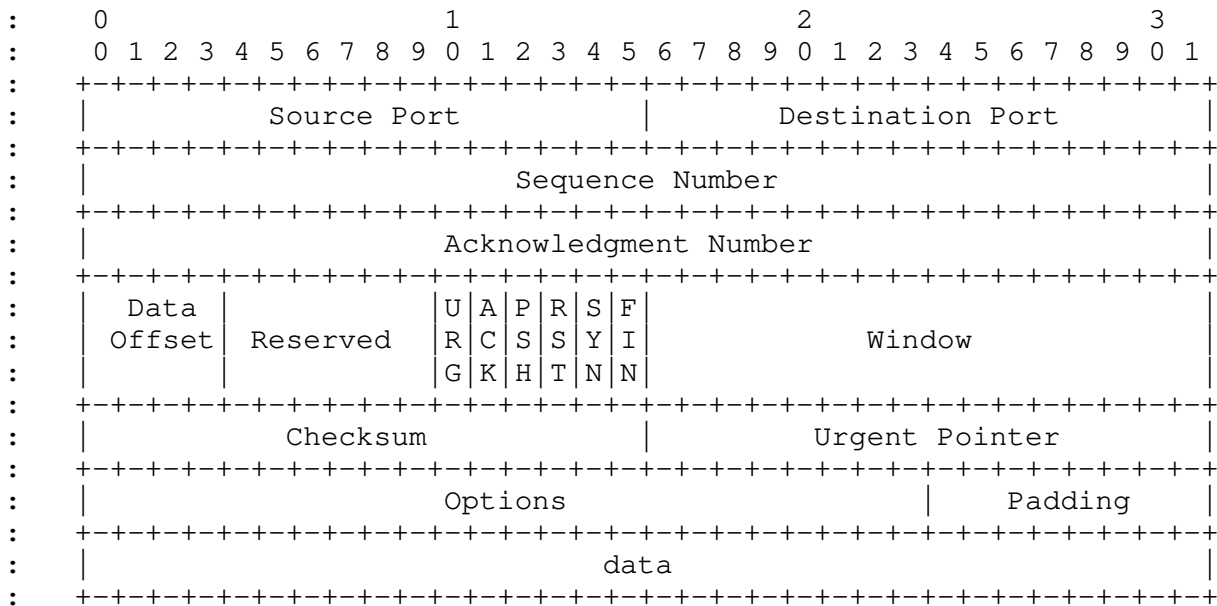 :     0                   1                   2                   3
:     0 1 2 3 4 5 6 7 8 9 0 1 2 3 4 5 6 7 8 9 0 1 2 3 4 5 6 7 8 9 0 1
:    +-+-+-+-+-+-+-+-+-+-+-+-+-+-+-+-+-+-+-+-+-+-+-+-+-+-+-+-+-+-+-+-+
:    |          Source Port          |       Destination Port        |
:    +-+-+-+-+-+-+-+-+-+-+-+-+-+-+-+-+-+-+-+-+-+-+-+-+-+-+-+-+-+-+-+-+
:    |                        Sequence Number                        |
:    +-+-+-+-+-+-+-+-+-+-+-+-+-+-+-+-+-+-+-+-+-+-+-+-+-+-+-+-+-+-+-+-+
:    |                    Acknowledgment Number                      |
:    +-+-+-+-+-+-+-+-+-+-+-+-+-+-+-+-+-+-+-+-+-+-+-+-+-+-+-+-+-+-+-+-+
:    |  Data |           |U|A|P|R|S|F|                               |
:    | Offset| Reserved  |R|C|S|S|Y|I|            Window             |
:    |       |           |G|K|H|T|N|N|                               |
:    +-+-+-+-+-+-+-+-+-+-+-+-+-+-+-+-+-+-+-+-+-+-+-+-+-+-+-+-+-+-+-+-+
:    |           Checksum            |         Urgent Pointer        |
:    +-+-+-+-+-+-+-+-+-+-+-+-+-+-+-+-+-+-+-+-+-+-+-+-+-+-+-+-+-+-+-+-+
:    |                    Options                    |    Padding    |
:    +-+-+-+-+-+-+-+-+-+-+-+-+-+-+-+-+-+-+-+-+-+-+-+-+-+-+-+-+-+-+-+-+
:    |                             data                              |
:    +-+-+-+-+-+-+-+-+-+-+-+-+-+-+-+-+-+-+-+-+-+-+-+-+-+-+-+-+-+-+-+-+